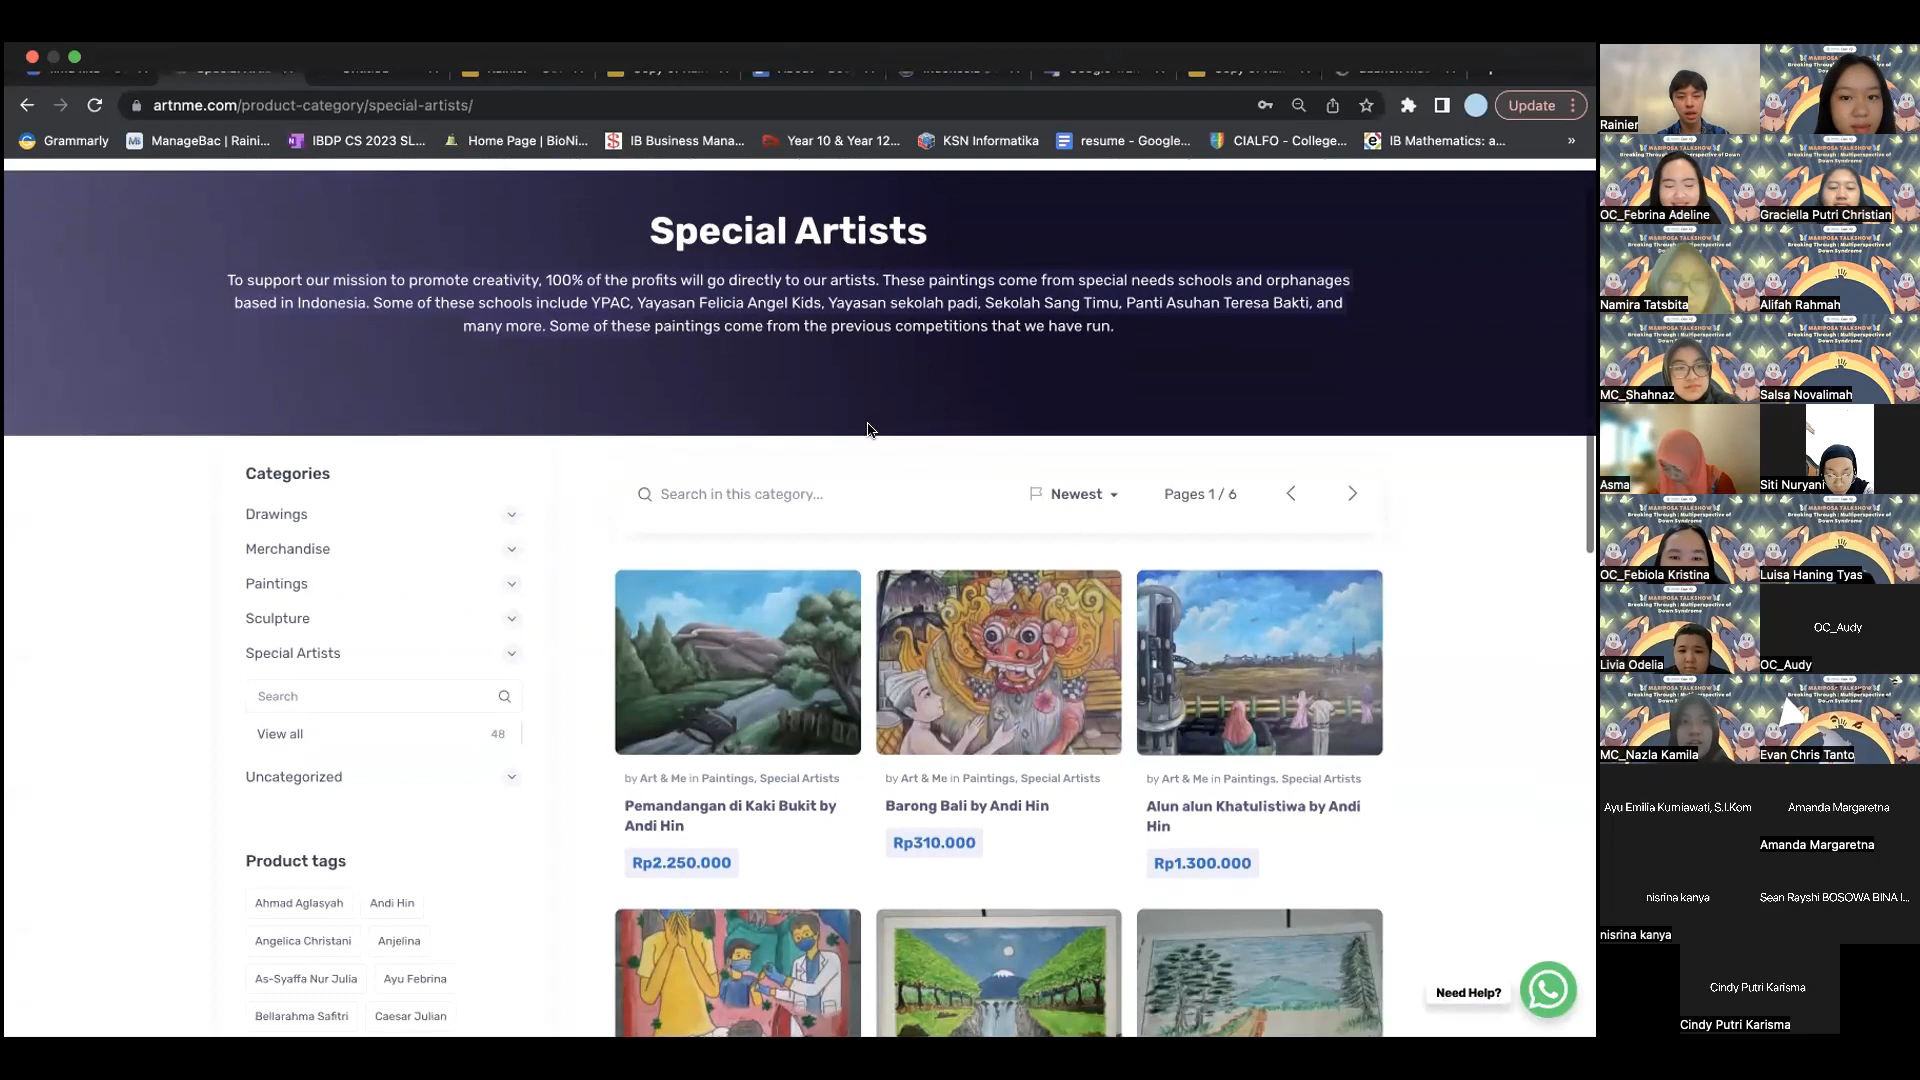 artnme.com/product-category/special-artists/
Update
Grammarly
ManageBac | Raini...
IBDP CS 2023 SL...
Home Page | BioNi...
IB Business Mana...
Year 10 & Year 12...
KSN Informatika
resume - Google...
CIALFO - College...
IB Mathematics: a...
»
Special Artists
To support our mission to promote creativity, 100% of the profits will go directly to our artists. These paintings come from special needs schools and orphanages
based in Indonesia. Some of these schools include YPAC, Yayasan Felicia Angel Kids, Yayasan sekolah padi, Sekolah Sang Timu, Panti Asuhan Teresa Bakti, and
many more. Some of these paintings come from the previous competitions that we have run.
Categories
Drawings
Merchandise
Paintings
Sculpture
Special Artists
Search
View all 48
Uncategorized
Product tags
Ahmad Aglasyah
Andi Hin
Angelica Christani
Anjelina
As-Syaffa Nur Julia
Ayu Febrina
Bellarahma Safitri
Caesar Julian
Search in this category...
Newest
Pages 1 / 6
by Art & Me in Paintings, Special Artists
Pemandangan di Kaki Bukit by
Andi Hin
Rp2.250.000
by Art & Me in Paintings, Special Artists
Barong Bali by Andi Hin
Rp310.000
by Art & Me in Paintings, Special Artists
Alun alun Khatulistiwa by Andi
Hin
Rp1.300.000
Need Help?
Rainier
OC_Febrina Adeline
Graciella Putri Christian
Namira Tatsbita
Alifah Rahmah
MC_Shahnaz
Salsa Novalimah
Asma
Siti Nuryani
OC_Febiola Kristina
Luisa Haning Tyas
Livia Odelia
OC_Audy
OC_Audy
MC_Nazla Kamila
Evan Chris Tanto
Ayu Emilia Kurniawati, S.I.Kom
Amanda Margaretna
Amanda Margaretna
nisrina kanya
Sean Rayshi BOSOWA BINA I...
nisrina kanya
Cindy Putri Karisma
Cindy Putri Karisma
MARIPOSA TALKSHOW
Breaking Through : Multiperspective of
Down Syndrome